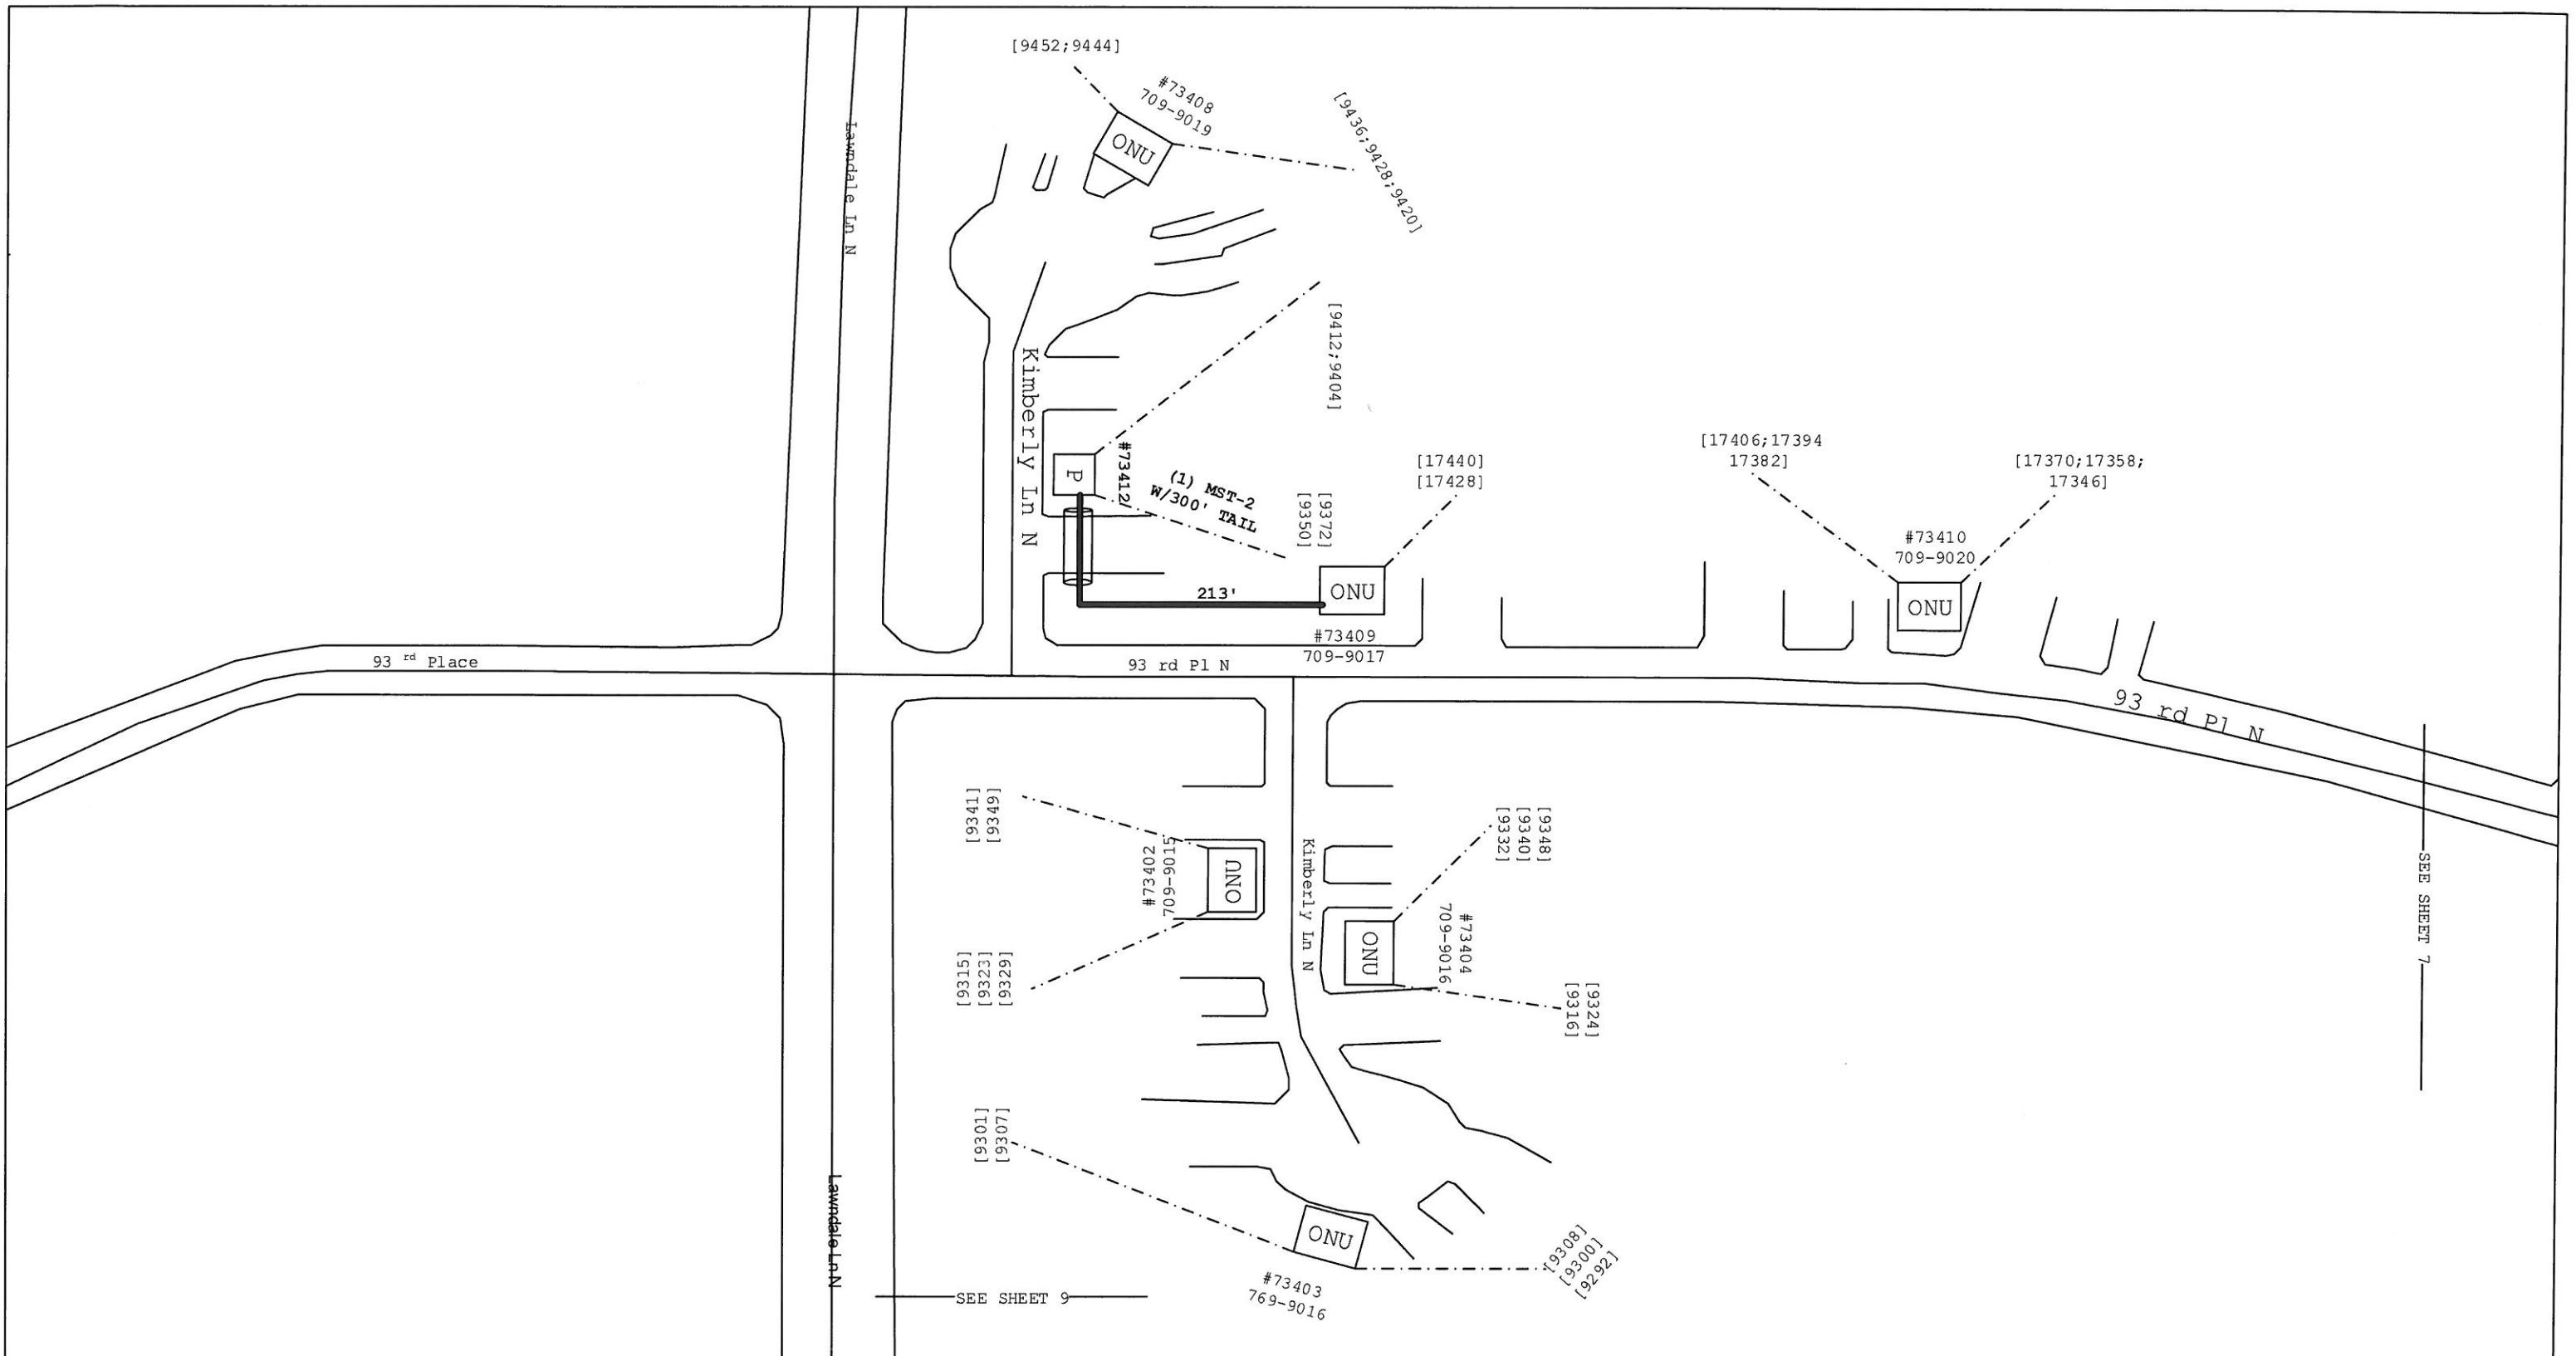 [9452;9444]
#73408
709-9019
ONU
[9436;9428;9420]
Lawndale Ln N
Kimberly Ln N
[9412;9404]
P
#73412
(1) MST-2
W/300' TAIL
[9372]
[9350]
[17440]
[17428]
ONU
213'
#73409
709-9017
[17406;17394
17382]
[17370;17358;
17346]
#73410
709-9020
ONU
93 rd Place
93 rd Pl N
93 rd Pl N
SEE SHEET 7
[9349]
[9341]
#73402
709-9015
ONU
[9329]
[9323]
[9315]
Kimberly Ln N
[9348]
[9340]
[9332]
#73404
709-9016
ONU
[9324]
[9316]
[9307]
[9301]
ONU
#73403
769-9016
[9308]
[9300]
[9292]
Lawndale Ln N
SEE SHEET 9